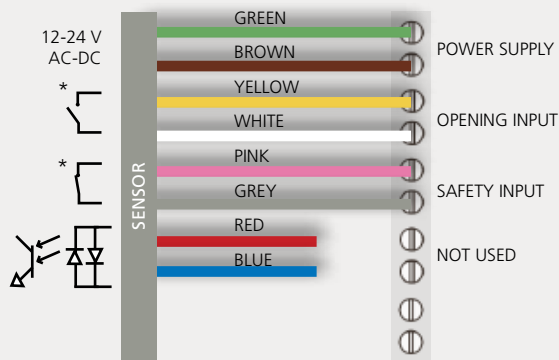 12-24 V
AC-DC
*
*
SENSOR
GREEN
BROWN
YELLOW
WHITE
PINK
GREY
RED
BLUE
POWER SUPPLY
OPENING INPUT
SAFETY INPUT
NOT USED